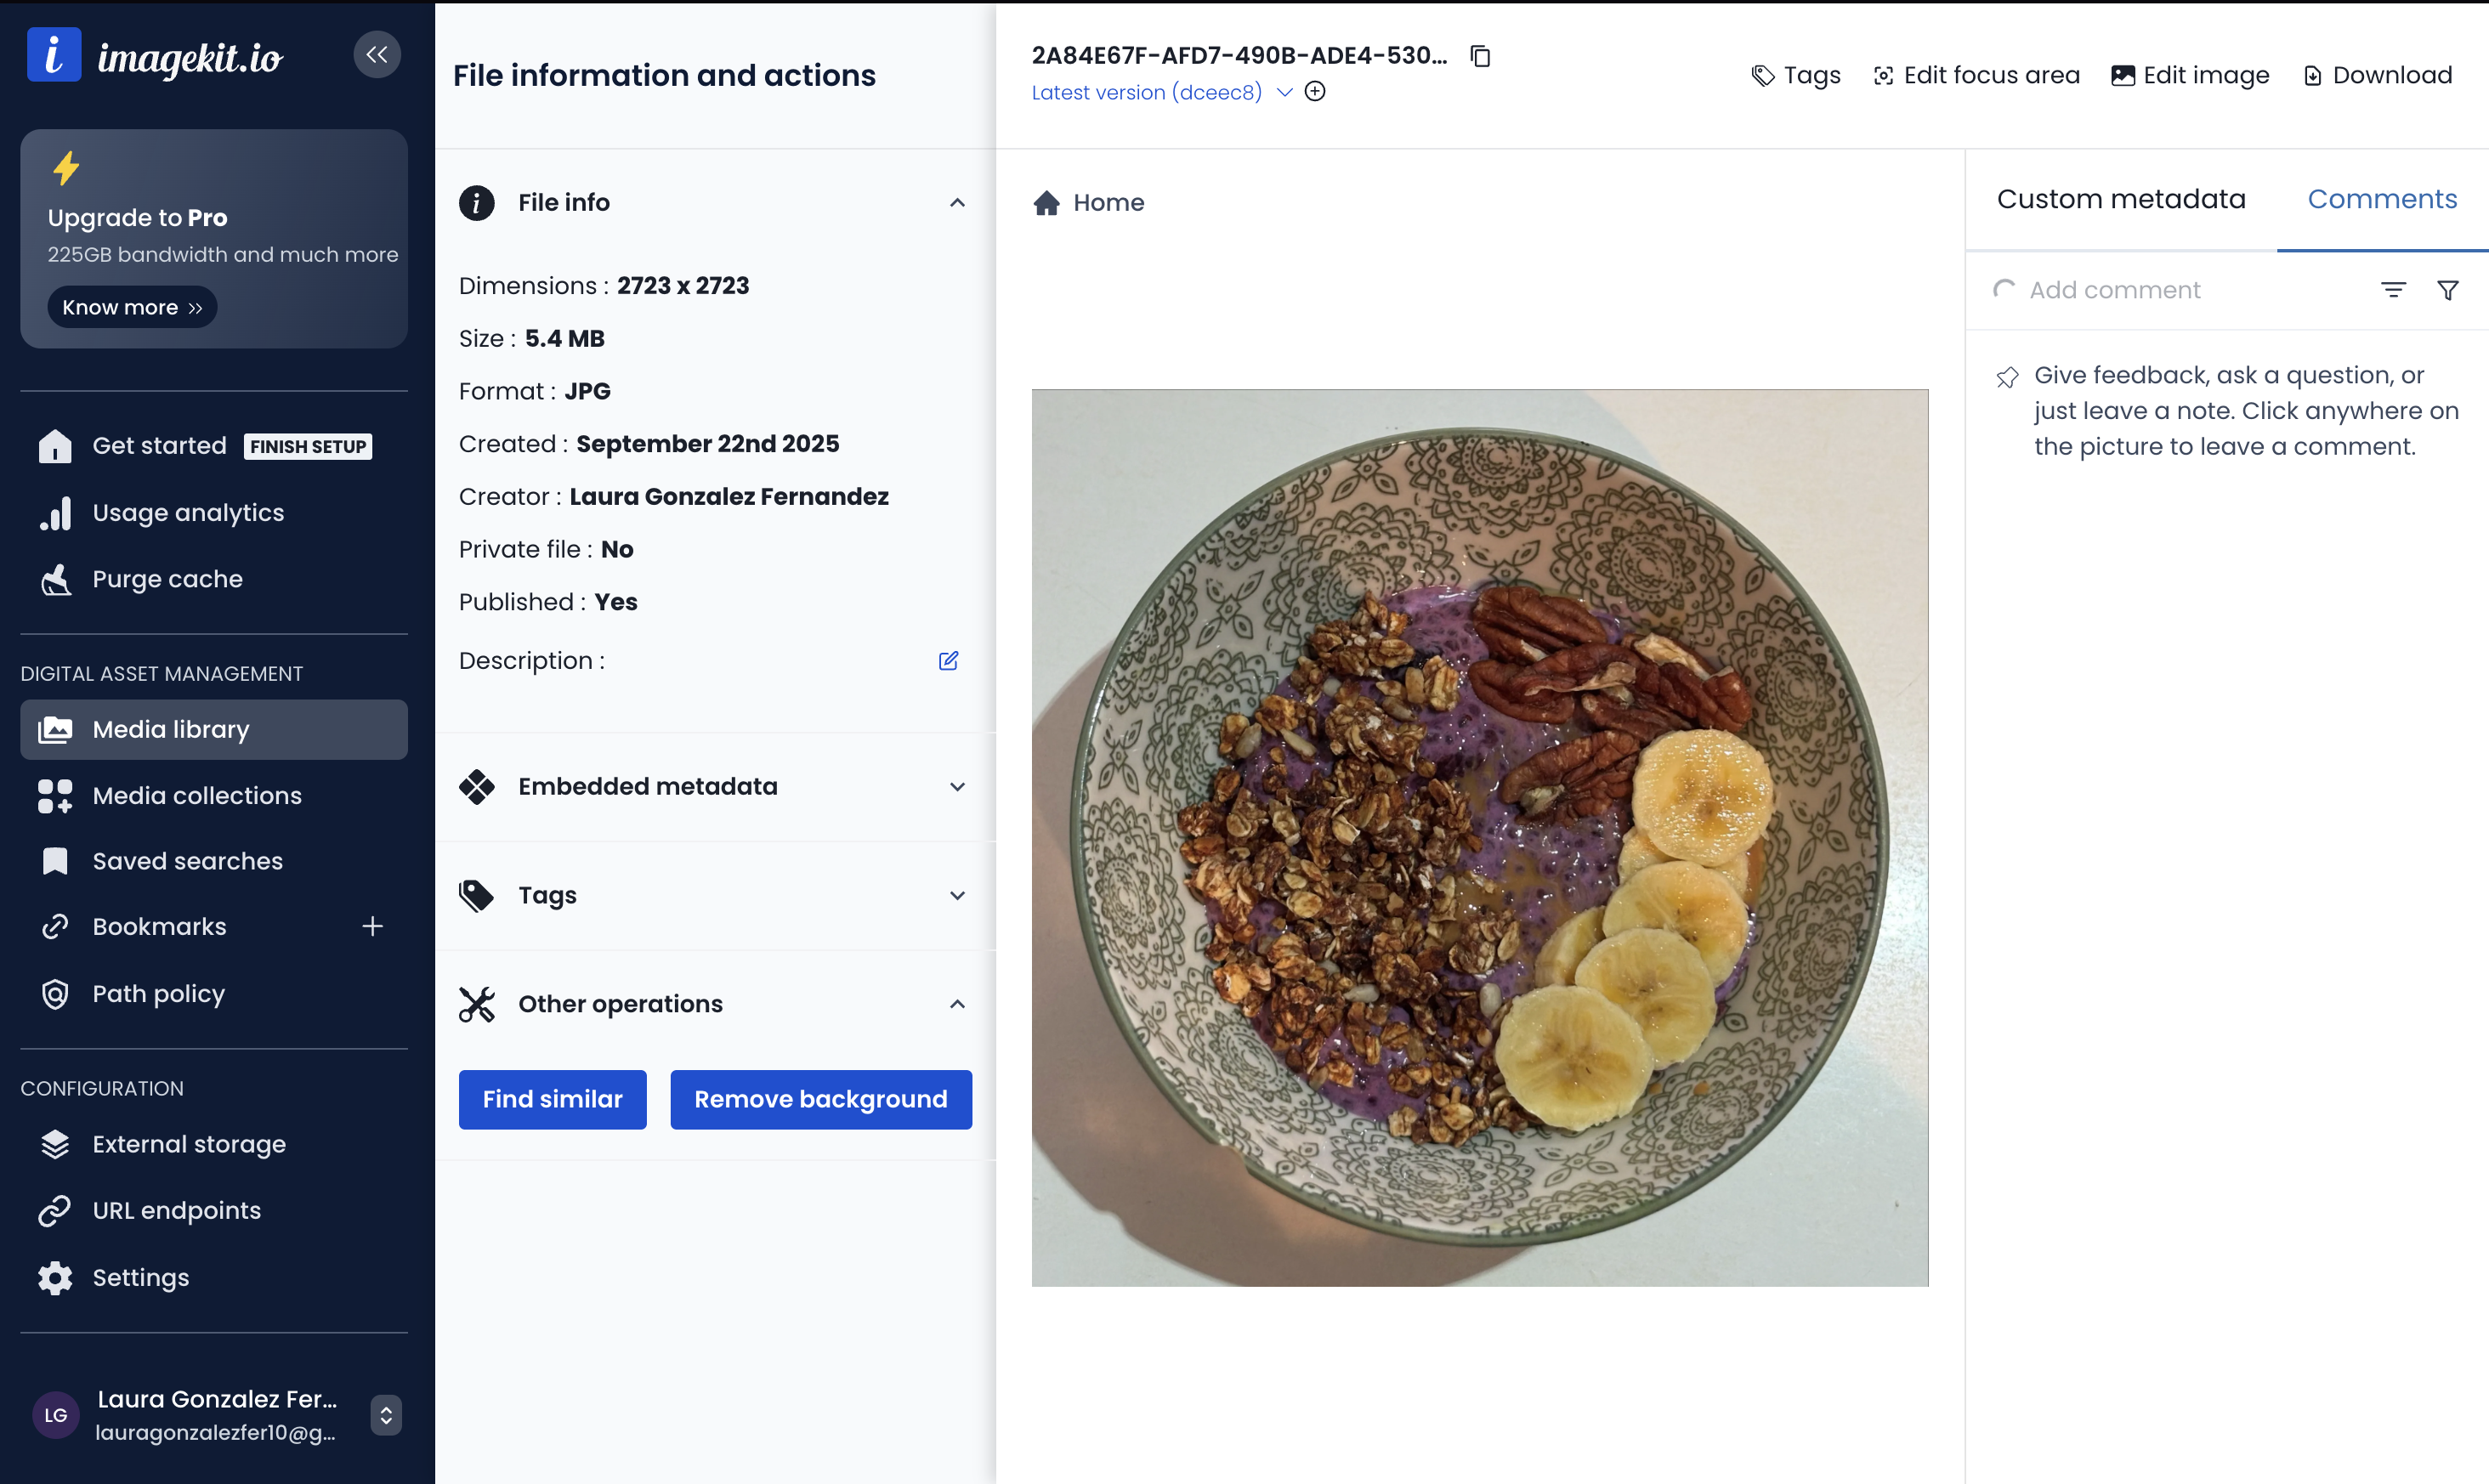 i imagekit.io
Upgrade to Pro
225GB bandwidth and much more
Know more
Get started FINISH SETUP
Usage analytics
Purge cache
DIGITAL ASSET MANAGEMENT
Media library
Media collections
Saved searches
Bookmarks
Path policy
CONFIGURATION
External storage
URL endpoints
Settings
LG
Laura Gonzalez Fer...
lauragonzalezfer10@g...
File information and actions
File info
Dimensions : 2723 x 2723
Size : 5.4 MB
Format : JPG
Created : September 22nd 2025
Creator : Laura Gonzalez Fernandez
Private file : No
Published : Yes
Description :
Embedded metadata
Tags
Other operations
Find similar
Remove background
2A84E67F-AFD7-490B-ADE4-530...
Latest version (dceec8)
Tags
Edit focus area
Edit image
Download
Home
Custom metadata
Comments
Add comment
Give feedback, ask a question, or
just leave a note. Click anywhere on
the picture to leave a comment.